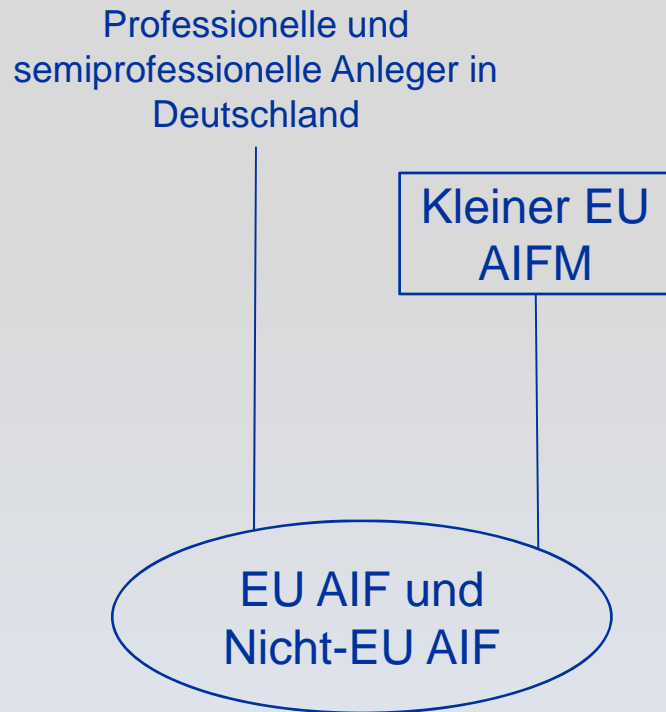 Professionelle und
semiprofessionelle Anleger in
Deutschland
Kleiner EU
AIFM
EU AIF und
Nicht-EU AIF